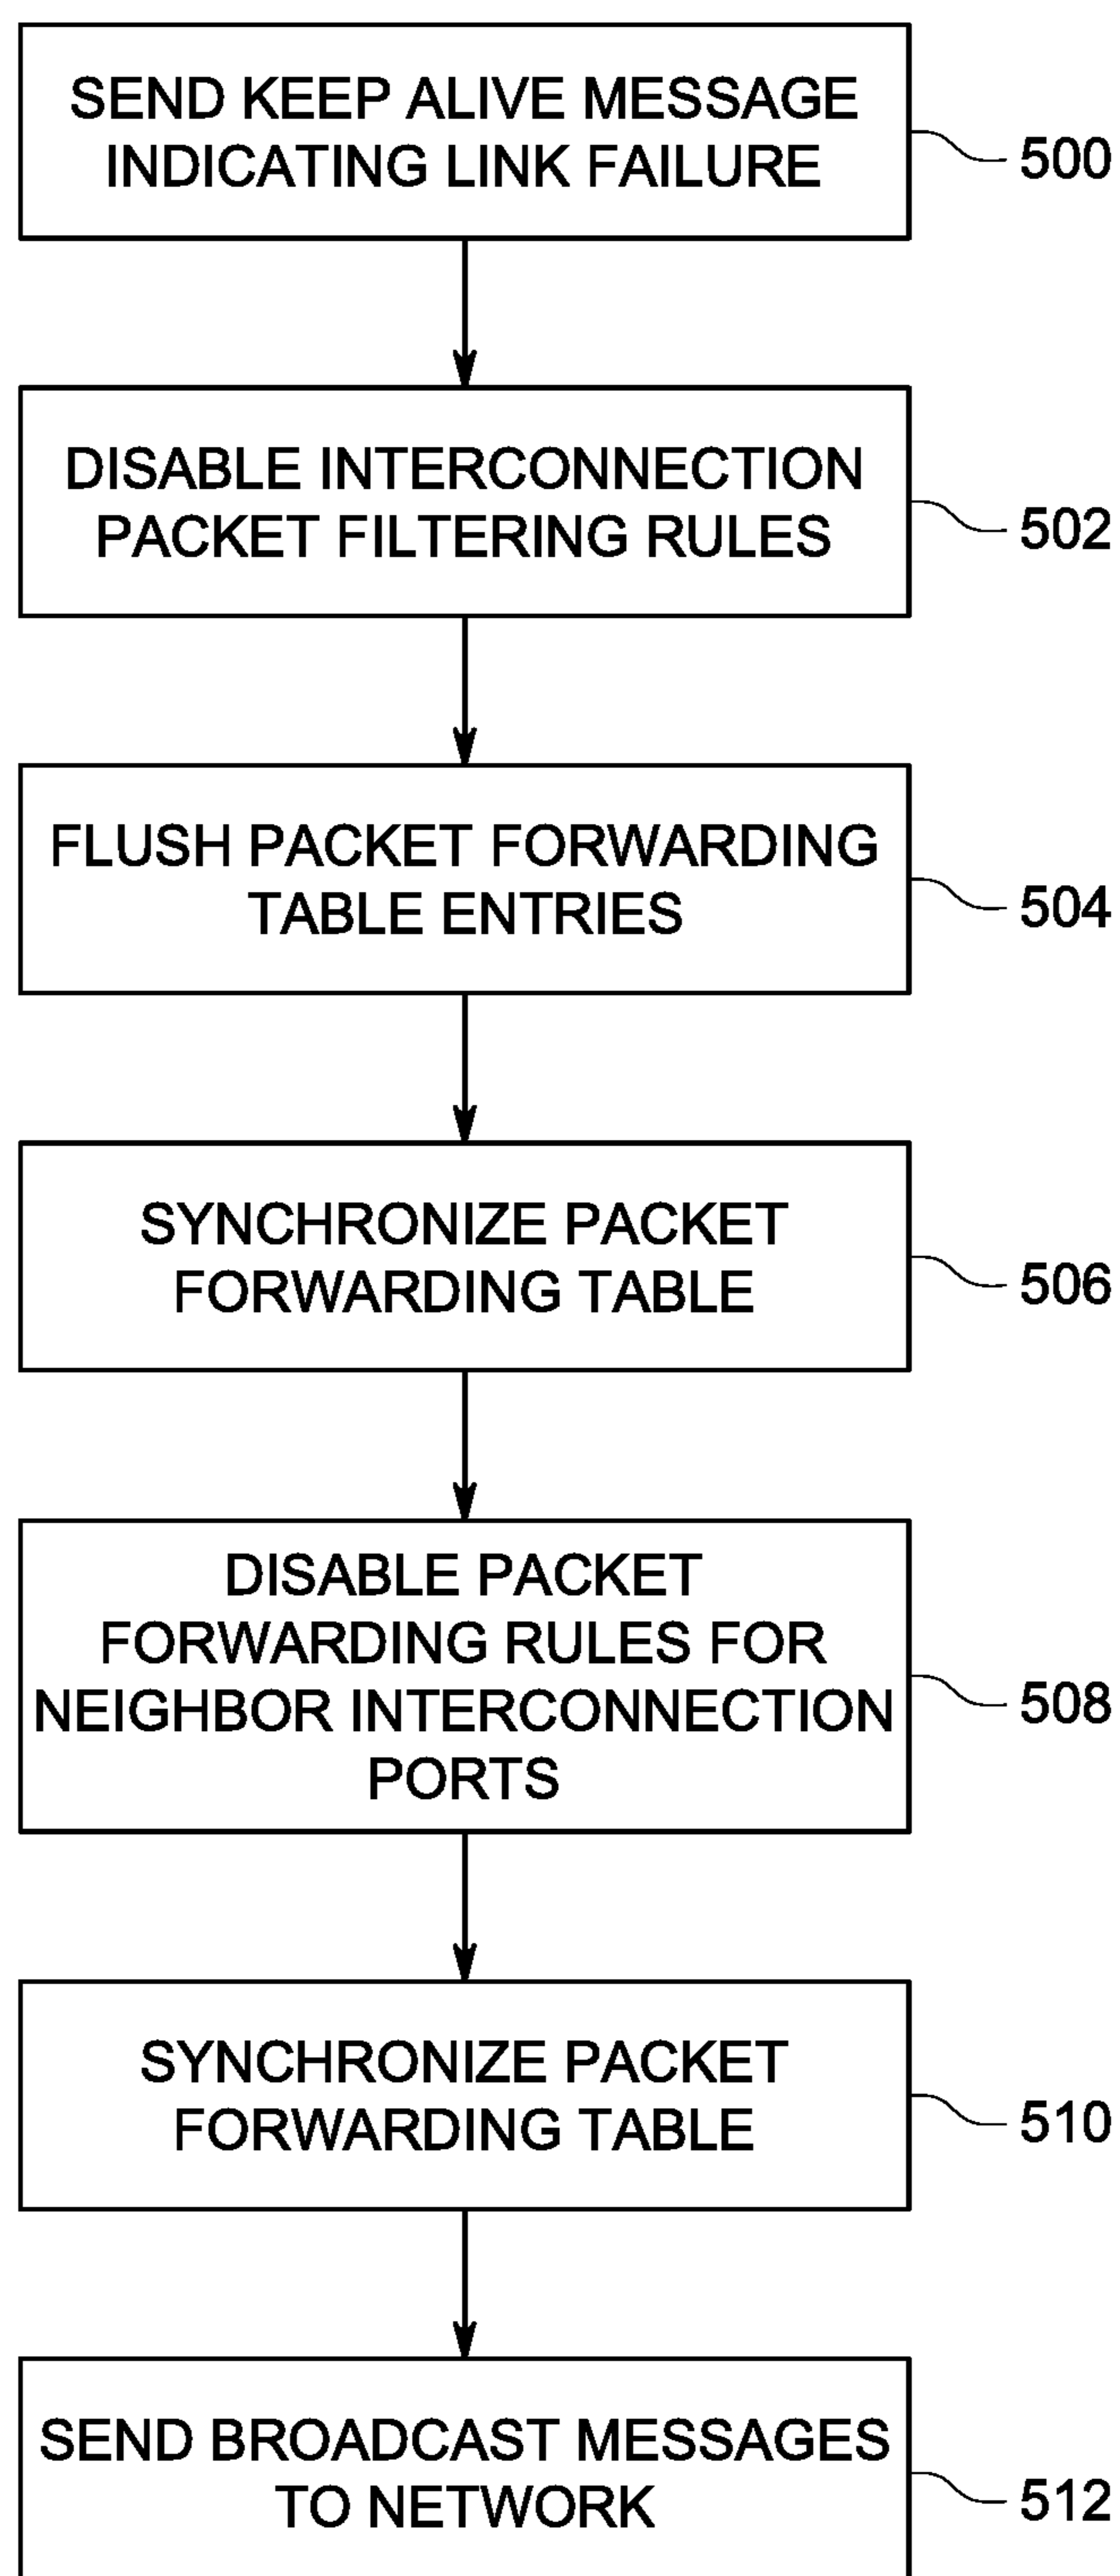 SEND KEEP ALIVE MESSAGE
INDICATING LINK FAILURE
500
DISABLE INTERCONNECTION
PACKET FILTERING RULES
502
FLUSH PACKET FORWARDING
TABLE ENTRIES
504
SYNCHRONIZE PACKET
FORWARDING TABLE
506
DISABLE PACKET
FORWARDING RULES FOR
NEIGHBOR INTERCONNECTION
PORTS
508
SYNCHRONIZE PACKET
FORWARDING TABLE
510
SEND BROADCAST MESSAGES
TO NETWORK
512